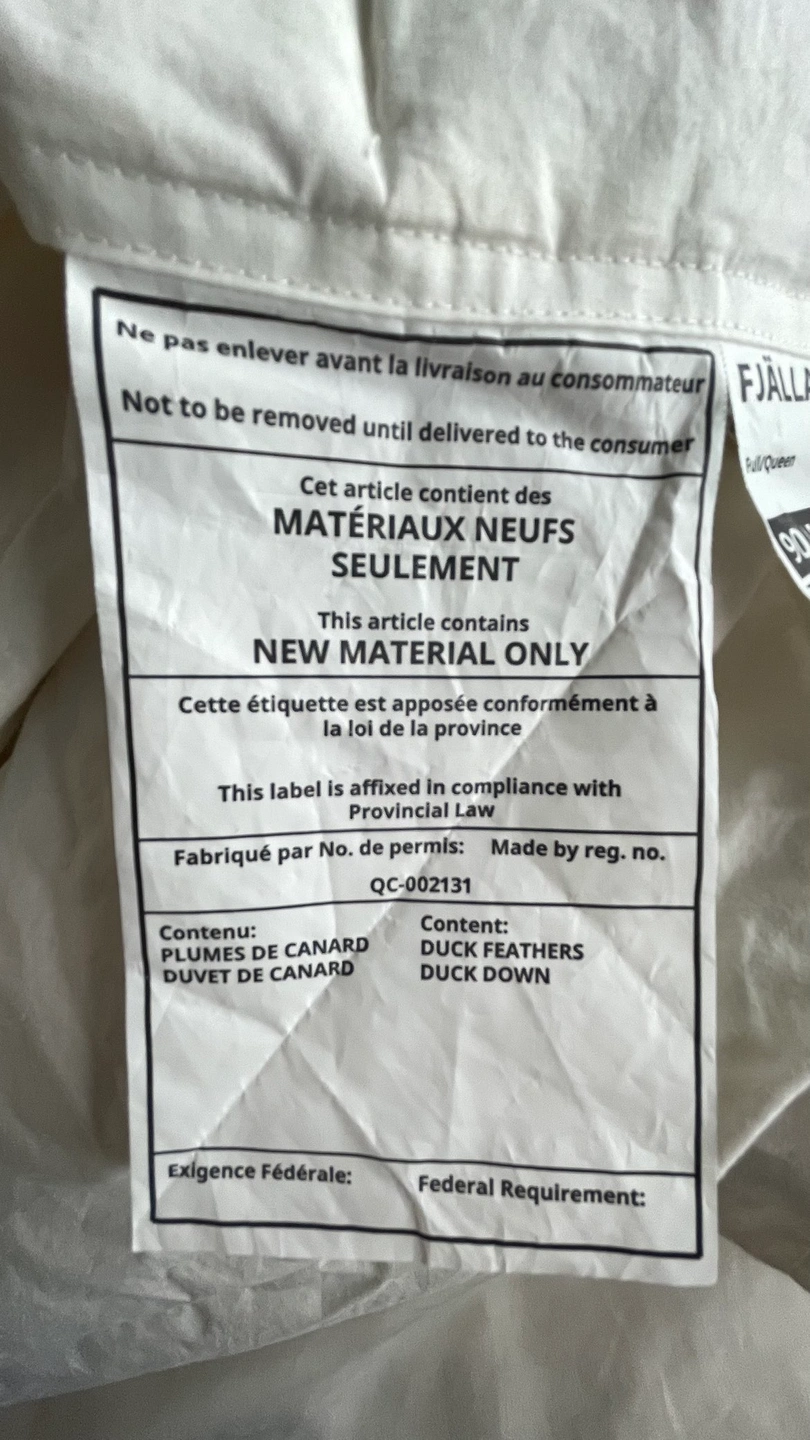 Ne pas enlever avant la livraison au consommateur
Not to be removed until delivered to the consumer
Cet article contient des
MATÉRIAUX NEUFS
SEULEMENT
This article contains
NEW MATERIAL ONLY
Cette étiquette est apposée conformément à
la loi de la province
This label is affixed in compliance with
Provincial Law
Fabriqué par No. de permis: Made by reg. no.
QC-002131
Contenu:
PLUMES DE CANARD
DUVET DE CANARD
Content:
DUCK FEATHERS
DUCK DOWN
Exigence Fédérale:
Federal Requirement:
FJÄLLA
Full/Queen
90